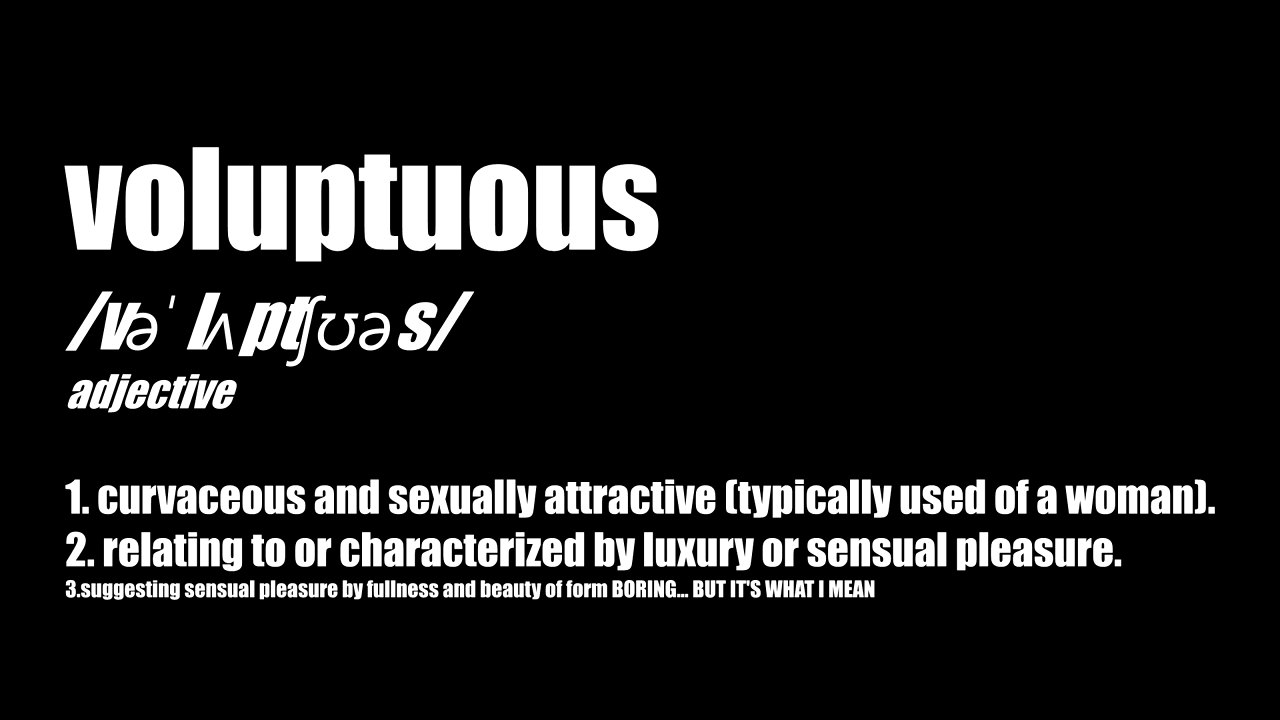 voluptuous
/vəˈlʌptʃʊəs/
adjective
1. curvaceous and sexually attractive (typically used of a woman).
2. relating to or characterized by luxury or sensual pleasure.
3.suggesting sensual pleasure by fullness and beauty of form BORING... BUT IT'S WHAT I MEAN